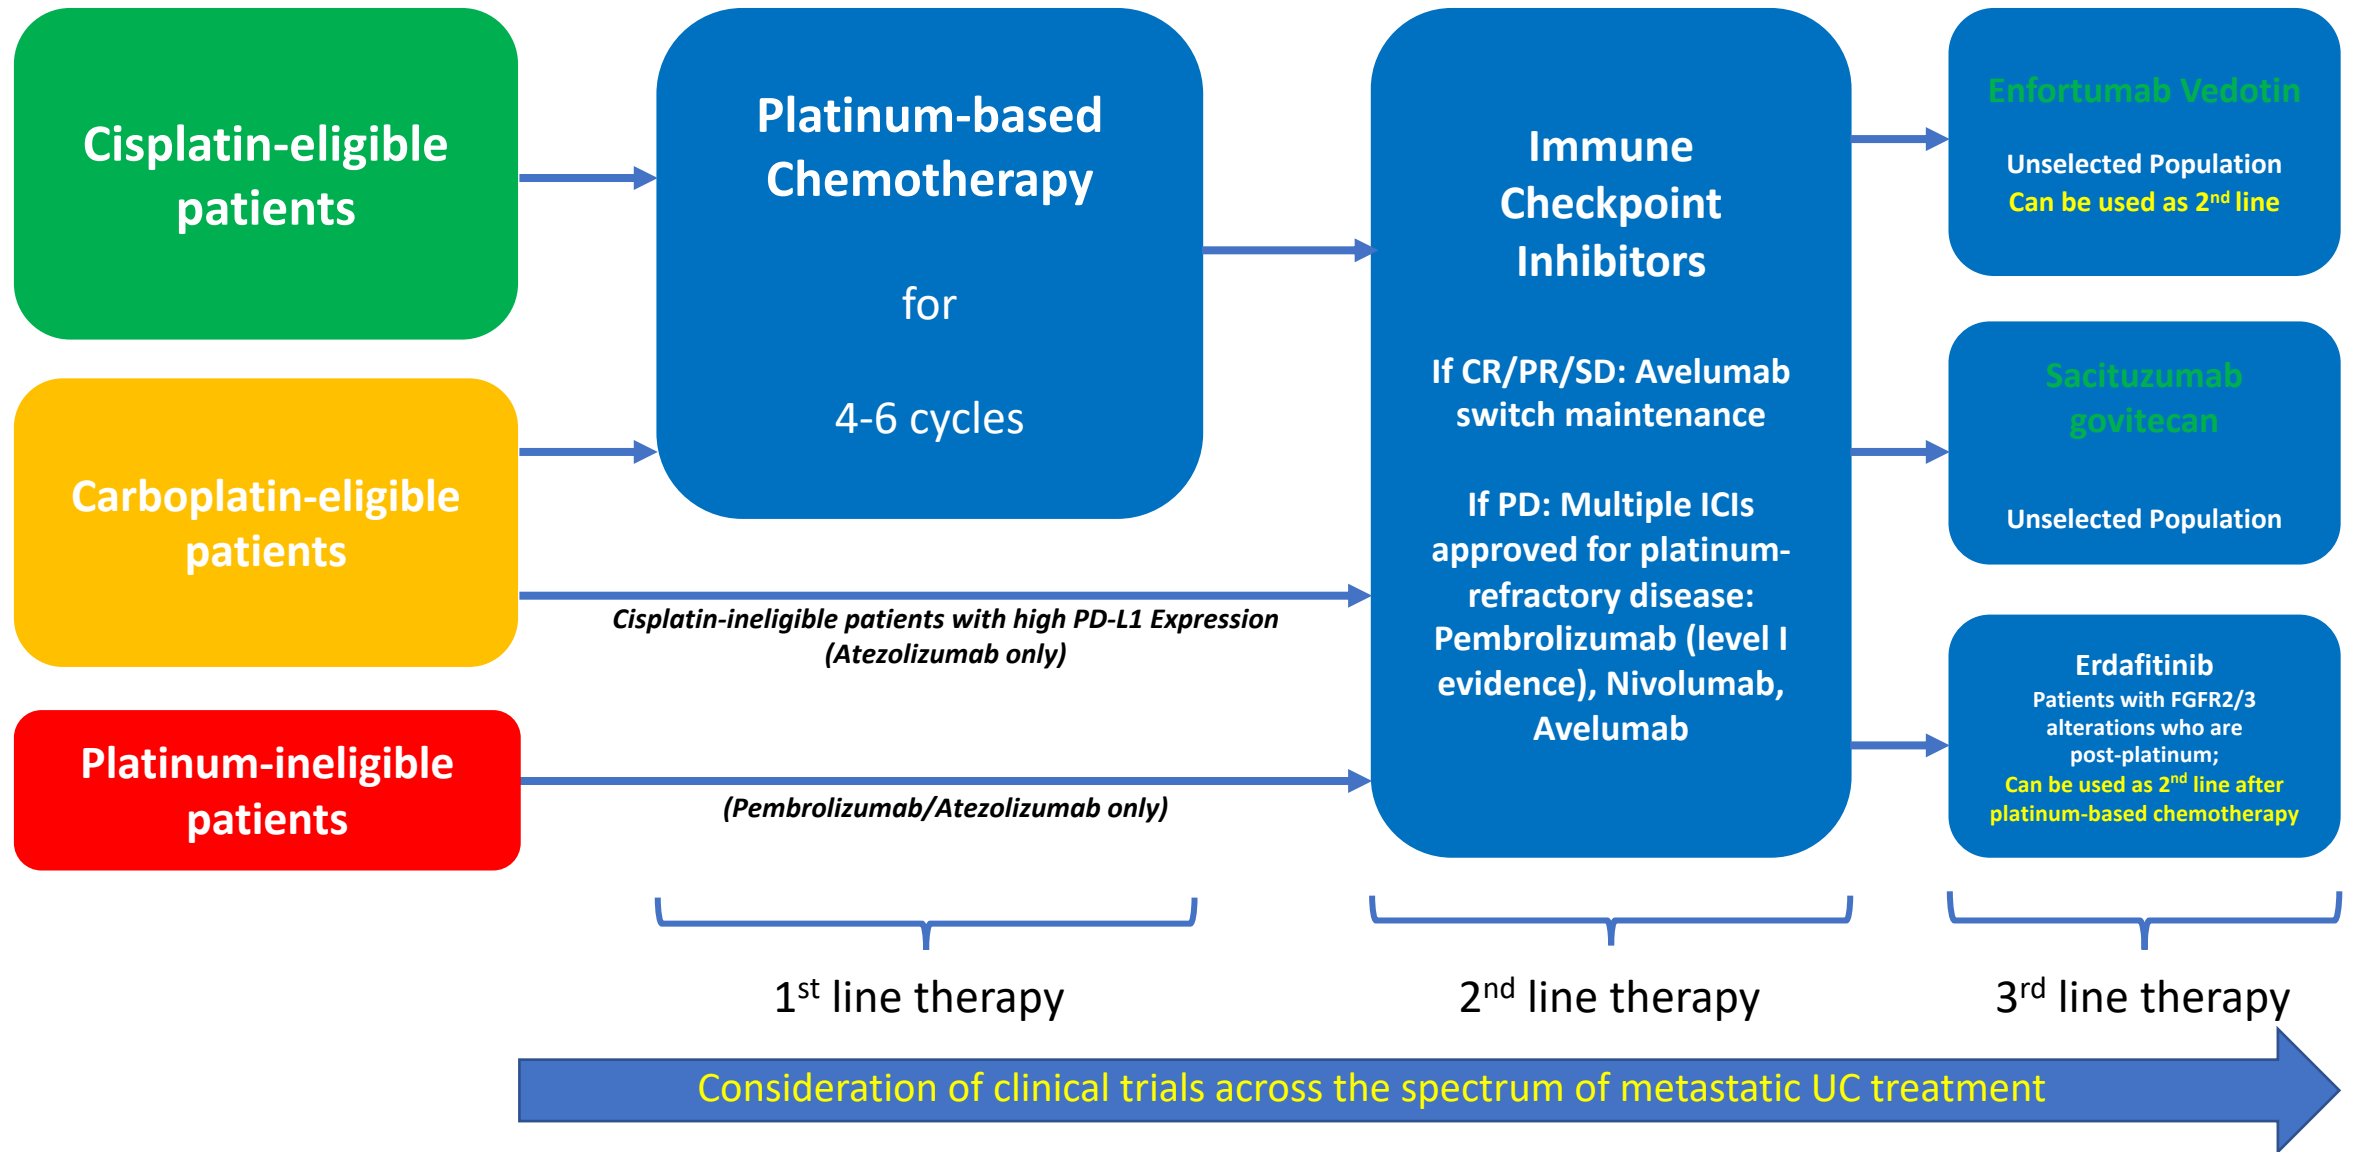 Cisplatin-eligible
patients
Carboplatin-eligible
patients
Platinum-ineligible
patients
Platinum-based
Chemotherapy
for
4-6 cycles
Cisplatin-ineligible patients with high PD-L1 Expression
(Atezolizumab only)
(Pembrolizumab/Atezolizumab only)
Immune
Checkpoint
Inhibitors
If CR/PR/SD: Avelumab
switch maintenance
If PD: Multiple ICIs
approved for platinum-
refractory disease:
Pembrolizumab (level I
evidence), Nivolumab,
Avelumab
Enfortumab Vedotin
Unselected Population
Can be used as 2nd line
Sacituzumab
govitecan
Unselected Population
Erdafitinib
Patients with FGFR2/3
alterations who are
post-platinum;
Can be used as 2nd line after
platinum-based chemotherapy
1st line therapy
2nd line therapy
3rd line therapy
Consideration of clinical trials across the spectrum of metastatic UC treatment